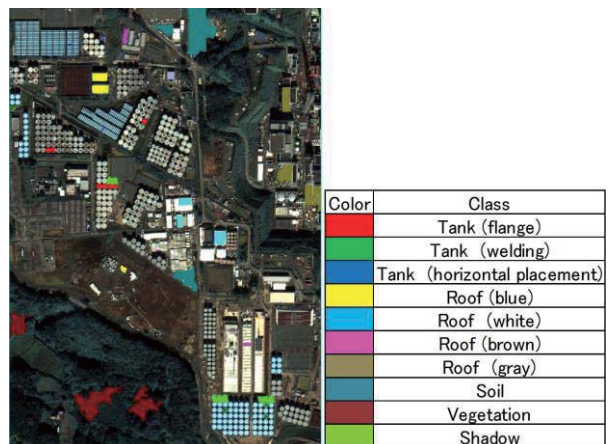 Color Class
Tank (flange)
Tank (welding)
Tank (horizontal placement)
Roof (blue)
Roof (white)
Roof (brown)
Roof (gray)
Soil
Vegetation
Shadow